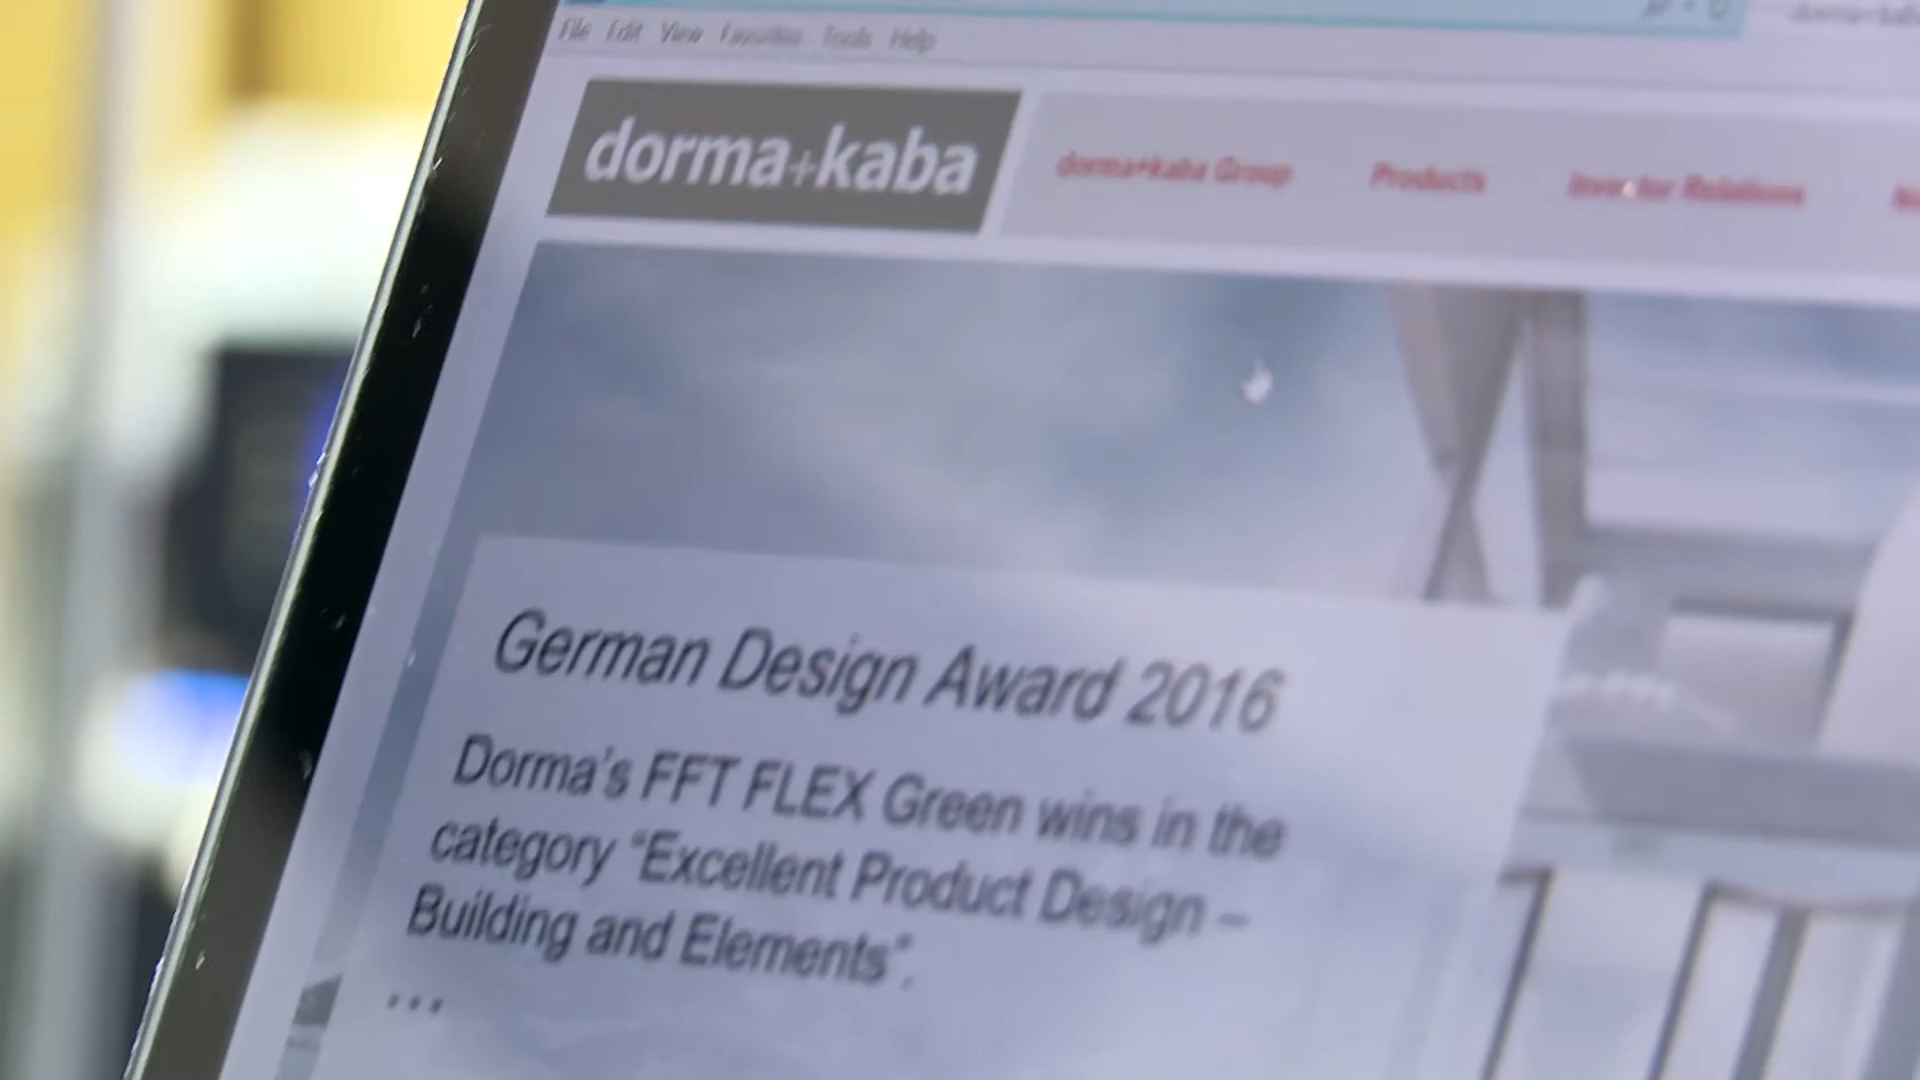 File Edit View Favorites Tools Help
dorma+kaba
dorma+kaba Group Products Investor Relations
German Design Award 2016
Dorma's FFT FLEX Green wins in the
category “Excellent Product Design –
Building and Elements”.
...